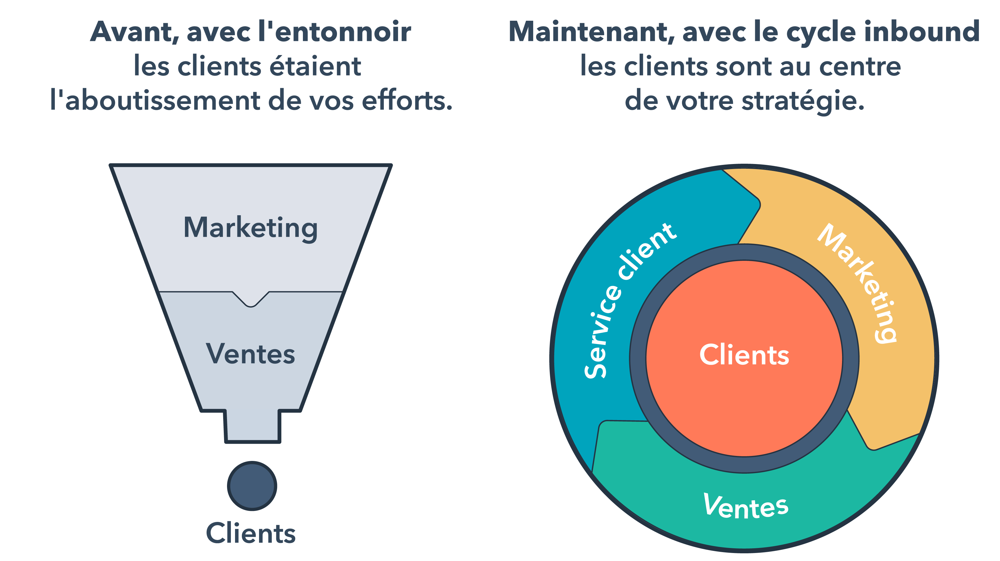 Avant, avec l'entonnoir
les clients étaient
l'aboutissement de vos efforts.
Marketing
Ventes
Clients
Maintenant, avec le cycle inbound
les clients sont au centre
de votre stratégie.
Service client
Marketing
Clients
Ventes